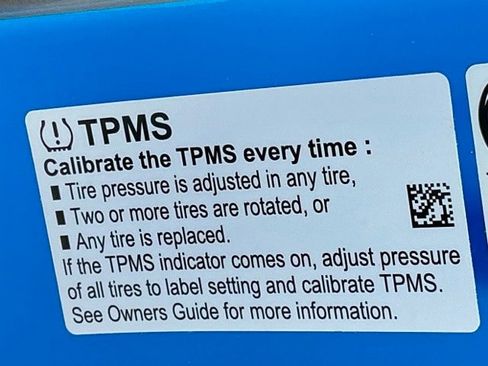 TPMS
Calibrate the TPMS every time :
Tire pressure is adjusted in any tire,
Two or more tires are rotated, or
Any tire is replaced.
If the TPMS indicator comes on, adjust pressure
of all tires to label setting and calibrate TPMS.
See Owners Guide for more information.